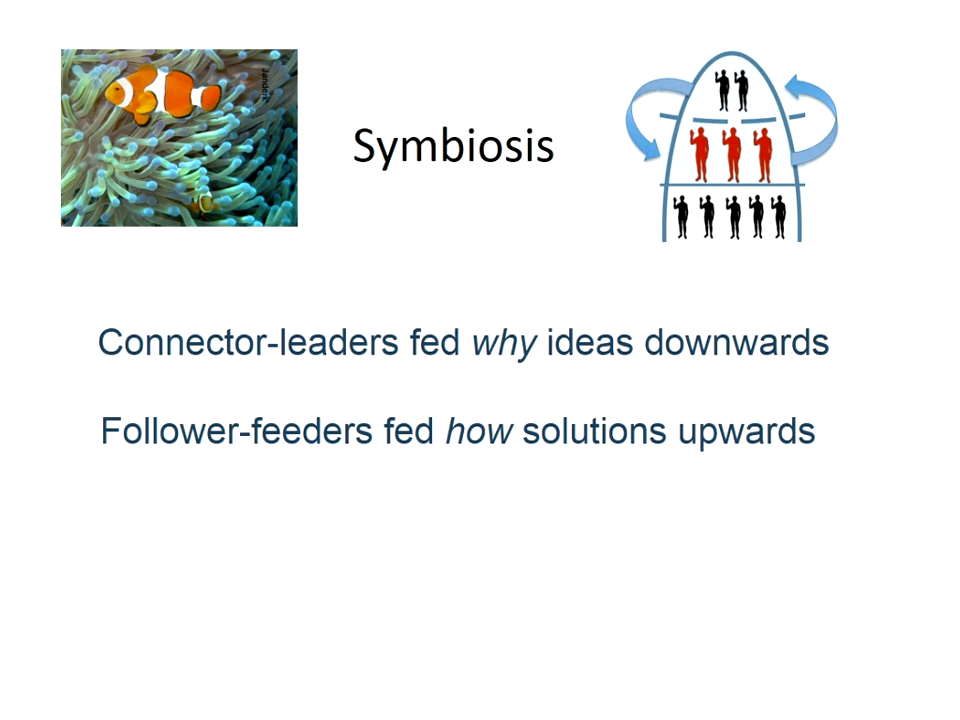 Symbiosis
Connector-leaders fed why ideas downwards
Follower-feeders fed how solutions upwards